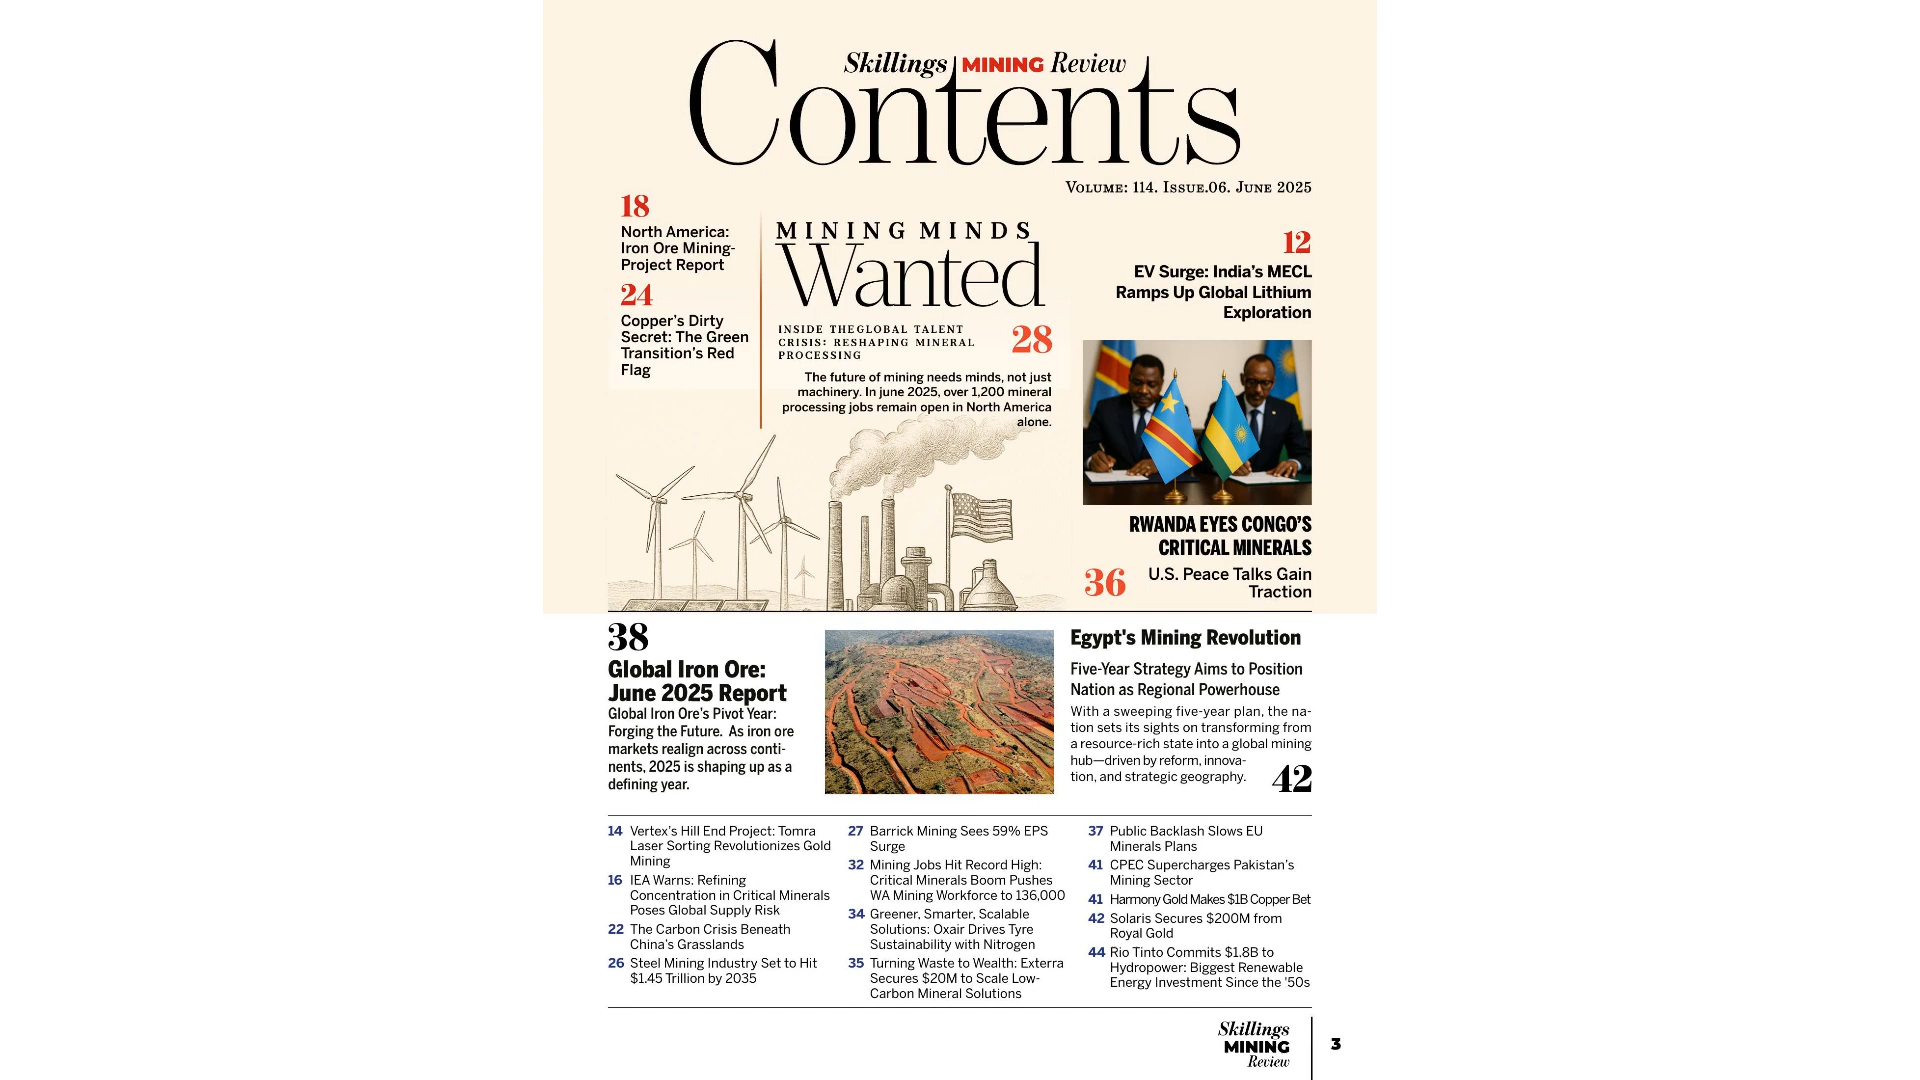 Skillings MINING Review
Contents
VOLUME: 114. ISSUE.06. JUNE 2025
18
North America:
Iron Ore Mining-
Project Report
24
Copper's Dirty
Secret: The Green
Transition's Red
Flag
MINING MINDS
Wanted
INSIDE THEGLOBAL TALENT
CRISIS: RESHAPING MINERAL
PROCESSING
28
The future of mining needs minds, not just
machinery. In june 2025, over 1,200 mineral
processing jobs remain open in North America
alone.
12
EV Surge: India's MECL
Ramps Up Global Lithium
Exploration
RWANDA EYES CONGO'S
CRITICAL MINERALS
36
U.S. Peace Talks Gain
Traction
38
Global Iron Ore:
June 2025 Report
Global Iron Ore's Pivot Year:
Forging the Future. As iron ore
markets realign across conti-
nents, 2025 is shaping up as a
defining year.
Egypt's Mining Revolution
Five-Year Strategy Aims to Position
Nation as Regional Powerhouse
With a sweeping five-year plan, the na-
tion sets its sights on transforming from
a resource-rich state into a global mining
hub—driven by reform, innova-
tion, and strategic geography.
42
14 Vertex's Hill End Project: Tomra
Laser Sorting Revolutionizes Gold
Mining
16 IEA Warns: Refining
Concentration in Critical Minerals
Poses Global Supply Risk
22 The Carbon Crisis Beneath
China's Grasslands
26 Steel Mining Industry Set to Hit
$1.45 Trillion by 2035
27 Barrick Mining Sees 59% EPS
Surge
32 Mining Jobs Hit Record High:
Critical Minerals Boom Pushes
WA Mining Workforce to 136,000
34 Greener, Smarter, Scalable
Solutions: Oxair Drives Tyre
Sustainability with Nitrogen
35 Turning Waste to Wealth: Exterra
Secures $20M to Scale Low-
Carbon Mineral Solutions
37 Public Backlash Slows EU
Minerals Plans
41 CPEC Supercharges Pakistan's
Mining Sector
41 Harmony Gold Makes $1B Copper Bet
42 Solaris Secures $200M from
Royal Gold
44 Rio Tinto Commits $1.8B to
Hydropower: Biggest Renewable
Energy Investment Since the '50s
Skillings
MINING
Review
3